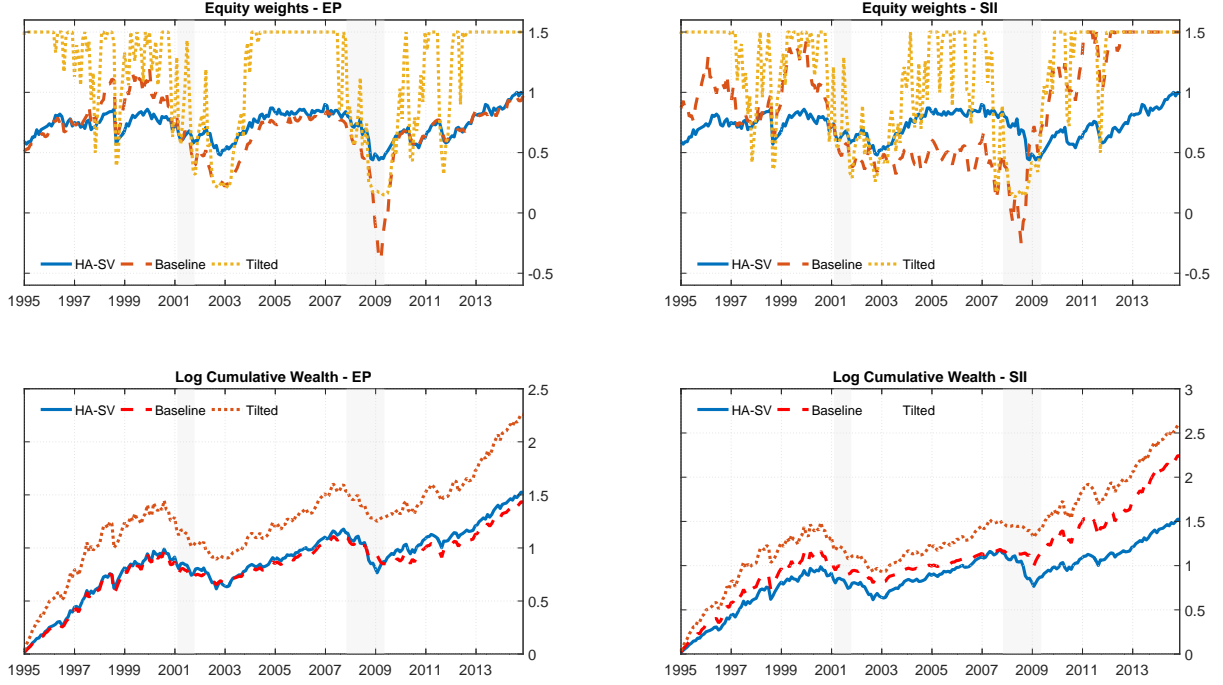 Equity weights - EP
1.5
1
0.5
0
-0.5
HA-SV Baseline Tilted
1995 1997 1999 2001 2003 2005 2007 2009 2011 2013
Equity weights - SII
1.5
1
0.5
0
-0.5
HA-SV Baseline Tilted
1995 1997 1999 2001 2003 2005 2007 2009 2011 2013
Log Cumulative Wealth - EP
2.5
HA-SV Baseline Tilted
2
1.5
1
0.5
0
1995 1997 1999 2001 2003 2005 2007 2009 2011 2013
Log Cumulative Wealth - SII
3
HA-SV Baseline Tilted
2.5
2
1.5
1
0.5
0
1995 1997 1999 2001 2003 2005 2007 2009 2011 2013